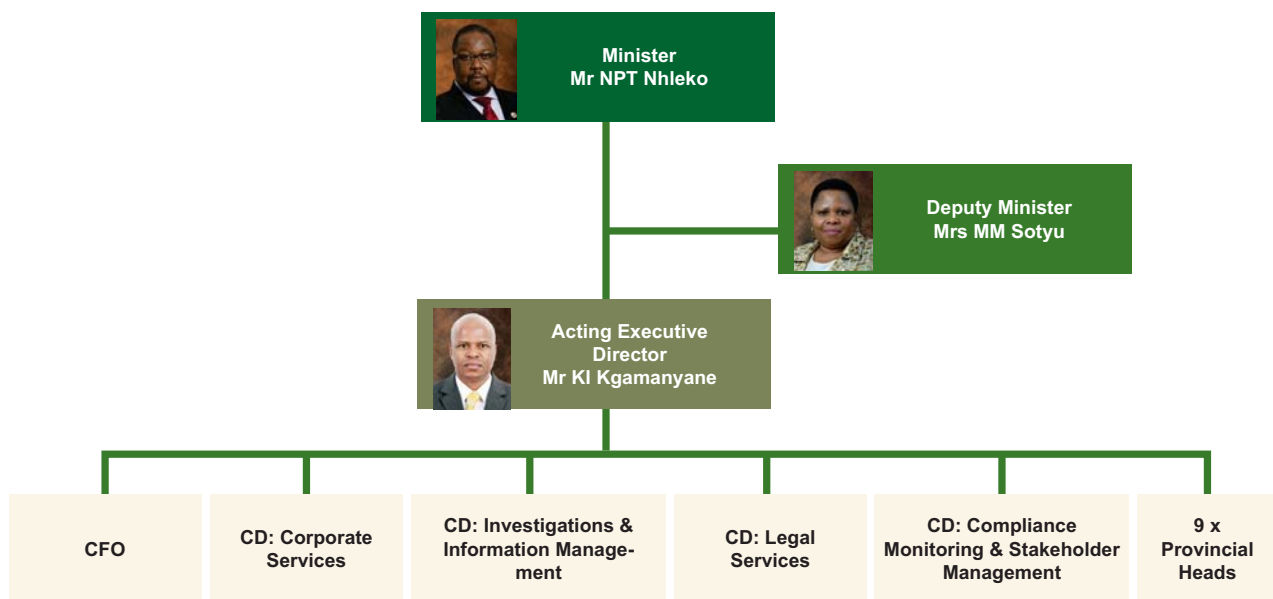 Minister
Mr NPT Nhleko
Deputy Minister
Mrs MM Sotyu
Acting Executive
Director
Mr KI Kgamanyane
CFO
CD: Corporate
Services
CD: Investigations &
Information Manage-
ment
CD: Legal
Services
CD: Compliance
Monitoring & Stakeholder
Management
9 x
Provincial
Heads